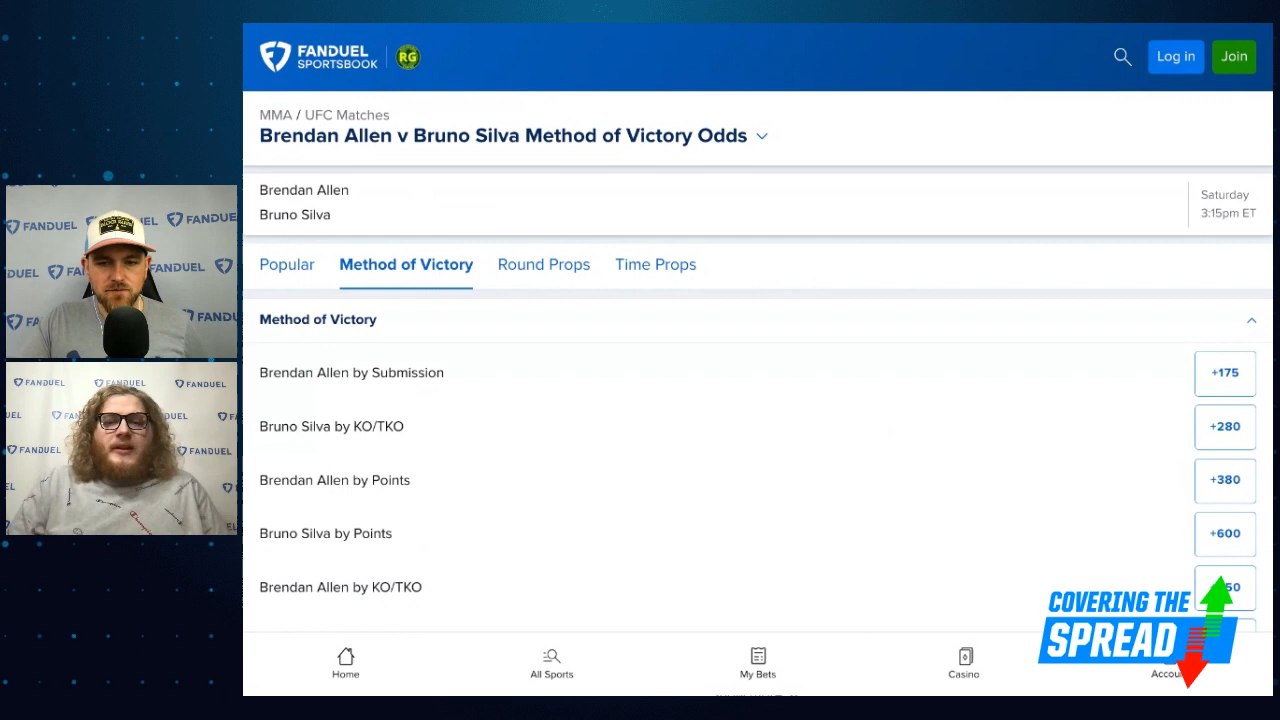 FANDUEL
SPORTSBOOK
RG
Log in
Join
MMA / UFC Matches
Brendan Allen v Bruno Silva Method of Victory Odds
Brendan Allen
Bruno Silva
Saturday
3:15pm ET
Popular
Method of Victory
Round Props
Time Props
Method of Victory
Brendan Allen by Submission
+175
Bruno Silva by KO/TKO
+280
Brendan Allen by Points
+380
Bruno Silva by Points
+600
Brendan Allen by KO/TKO
Home
All Sports
My Bets
Casino
COVERING THE
SPREAD
FANDUEL
FANDUEL
FANDUEL
FANDUEL
FANDUEL
FANDUEL
FANDUEL